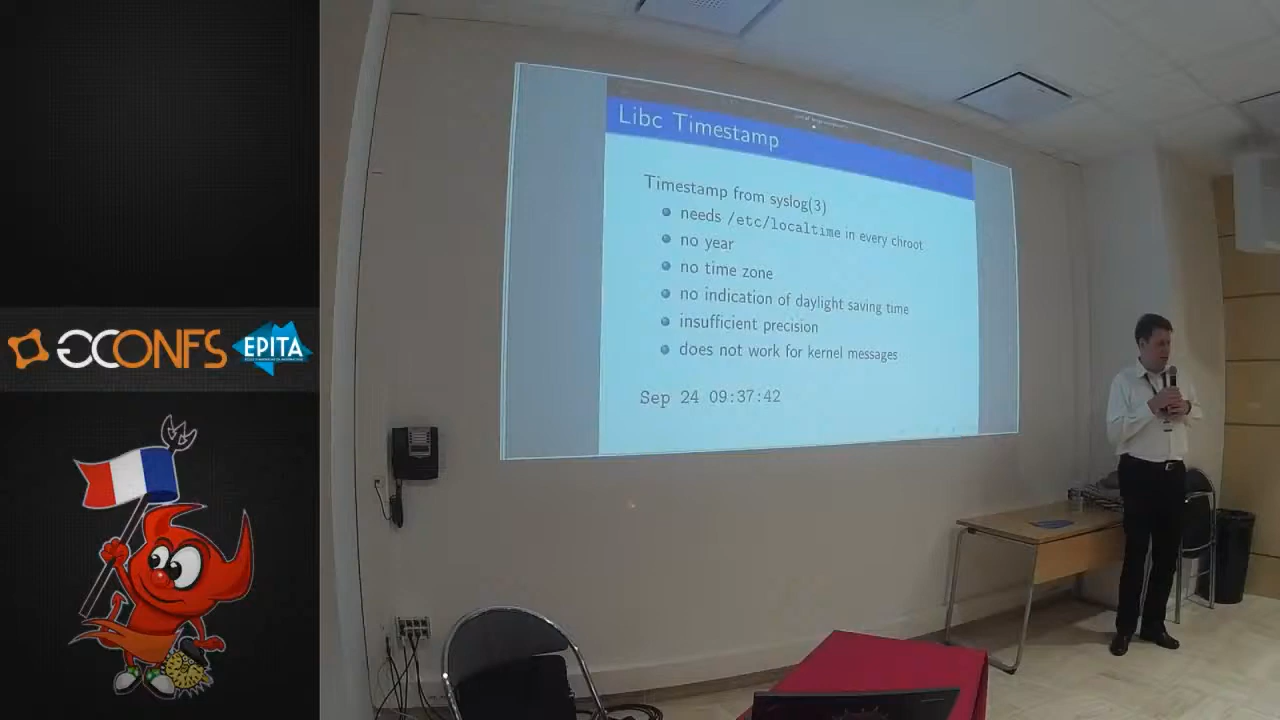 Libc Timestamp
Timestamp from syslog(3)
needs /etc/localtime in every chroot
no year
no time zone
no indication of daylight saving time
insufficient precision
does not work for kernel messages
Sep 24 09:37:42
GCONFS
EPITA